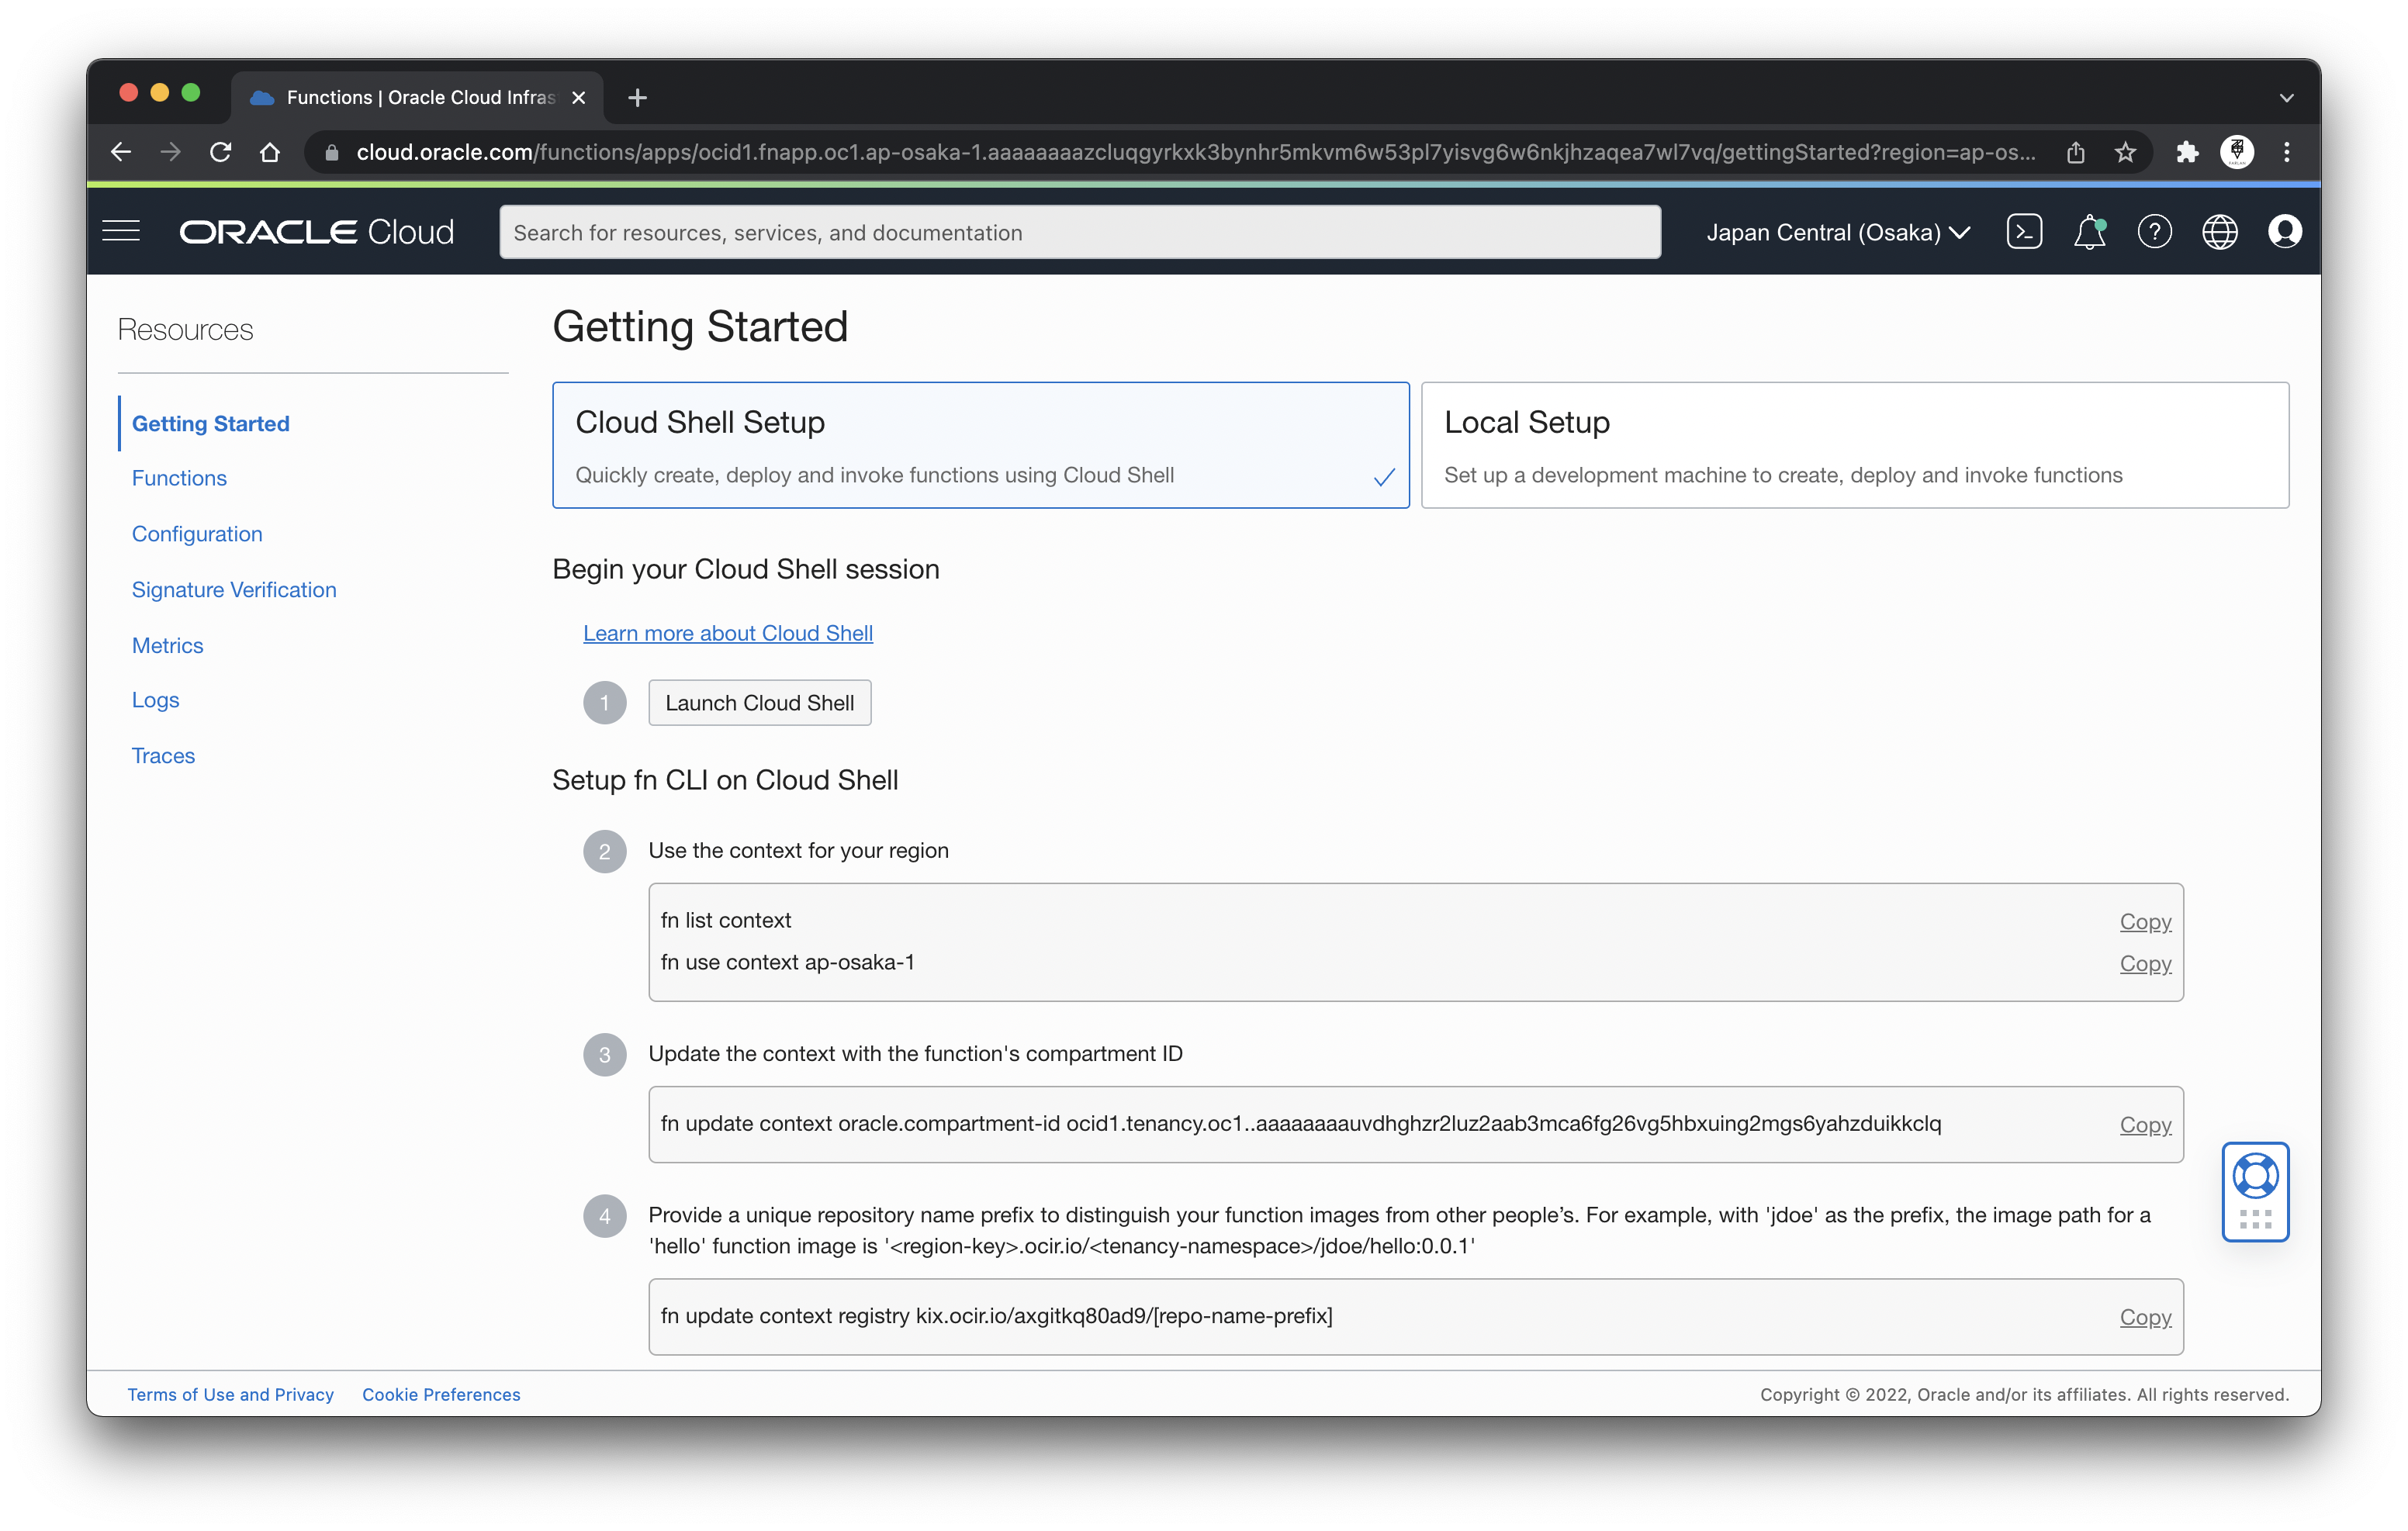 Functions | Oracle Cloud Infras
cloud.oracle.com/functions/apps/ocid1.fnapp.oc1.ap-osaka-1.aaaaaaaazcluqgyrkxk3bynhr5mkvm6w53pl7yisvg6w6nkjhzaqea7wl7vq/gettingStarted?region=ap-os...
ORACLE Cloud
Search for resources, services, and documentation
Japan Central (Osaka)
Resources
Getting Started
Functions
Configuration
Signature Verification
Metrics
Logs
Traces
Getting Started
Cloud Shell Setup
Quickly create, deploy and invoke functions using Cloud Shell
Local Setup
Set up a development machine to create, deploy and invoke functions
Begin your Cloud Shell session
Learn more about Cloud Shell
1 Launch Cloud Shell
Setup fn CLI on Cloud Shell
2 Use the context for your region
fn list context Copy
fn use context ap-osaka-1 Copy
3 Update the context with the function's compartment ID
fn update context oracle.compartment-id ocid1.tenancy.oc1..aaaaaaaauvdhghzr2luz2aab3mca6fg26vg5hbxuing2mgs6yahzduikkclq Copy
4 Provide a unique repository name prefix to distinguish your function images from other people’s. For example, with 'jdoe' as the prefix, the image path for a
'hello' function image is '<region-key>.ocir.io/<tenancy-namespace>/jdoe/hello:0.0.1'
fn update context registry kix.ocir.io/axgitkq80ad9/[repo-name-prefix] Copy
Terms of Use and Privacy Cookie Preferences
Copyright © 2022, Oracle and/or its affiliates. All rights reserved.